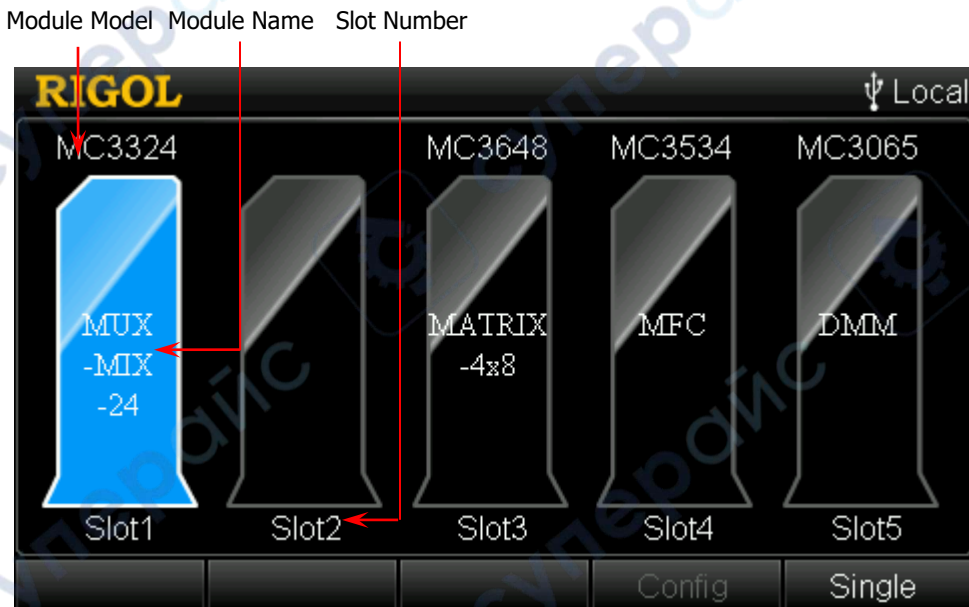 Module Model Module Name Slot Number
RIGOL Local
MC3324 MC3648 MC3534 MC3065
MUX
-MIX
-24
MATRIX
-4x8
MFC
DMM
Slot1 Slot2 Slot3 Slot4 Slot5
Config Single